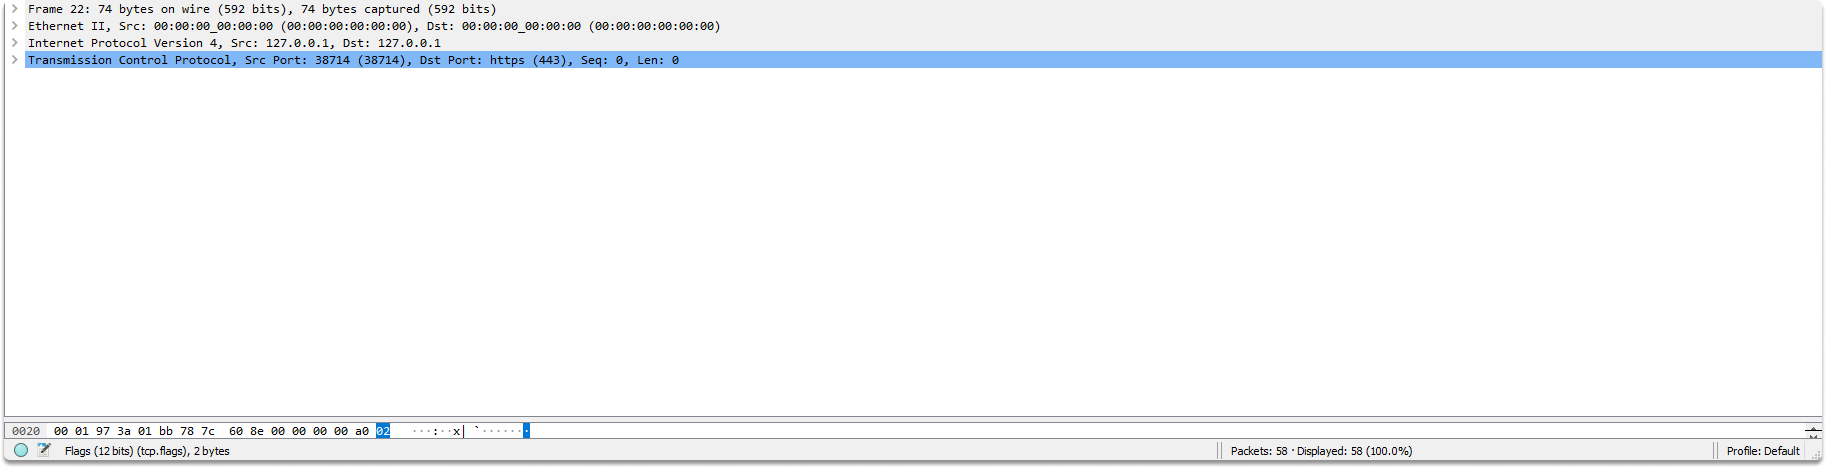 Frame 22: 74 bytes on wire (592 bits), 74 bytes captured (592 bits)
Ethernet II, Src: 00:00:00_00:00:00 (00:00:00:00:00:00), Dst: 00:00:00_00:00:00 (00:00:00:00:00:00)
Internet Protocol Version 4, Src: 127.0.0.1, Dst: 127.0.0.1
Transmission Control Protocol, Src Port: 38714 (38714), Dst Port: https (443), Seq: 0, Len: 0
0020 00 01 97 3a 01 bb 78 7c 60 8e 00 00 00 00 a0 02 ···:··x| `·······
Flags (12 bits) (tcp.flags), 2 bytes Packets: 58 · Displayed: 58 (100.0%) Profile: Default